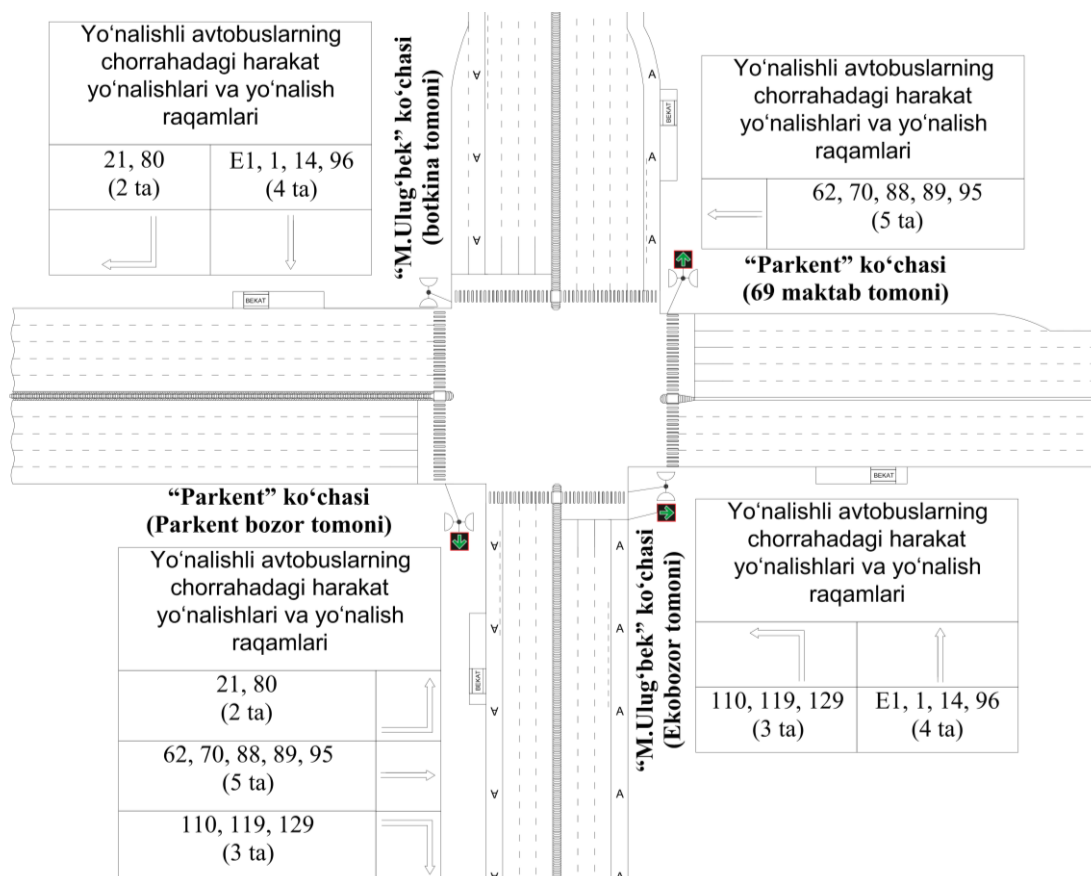 Yo‘nalishli avtobuslarning
chorrahadagi harakat
yo‘nalishlari va yo‘nalish
raqamlari
21, 80
(2 ta)
E1, 1, 14, 96
(4 ta)
“M.Ulug‘bek” ko‘chasi
(botkina tomoni)
A
A
A
A
A
A
BEKAT
Yo‘nalishli avtobuslarning
chorrahadagi harakat
yo‘nalishlari va yo‘nalish
raqamlari
62, 70, 88, 89, 95
(5 ta)
“Parkent” ko‘chasi
(69 maktab tomoni)
BEKAT
BEKAT
“Parkent” ko‘chasi
(Parkent bozor tomoni)
Yo‘nalishli avtobuslarning
chorrahadagi harakat
yo‘nalishlari va yo‘nalish
raqamlari
21, 80
(2 ta)
62, 70, 88, 89, 95
(5 ta)
110, 119, 129
(3 ta)
A
A
A
A
A
BEKAT
A
A
A
A
A
“M.Ulug‘bek” ko‘chasi
(Ekobozor tomoni)
Yo‘nalishli avtobuslarning
chorrahadagi harakat
yo‘nalishlari va yo‘nalish
raqamlari
110, 119, 129
(3 ta)
E1, 1, 14, 96
(4 ta)